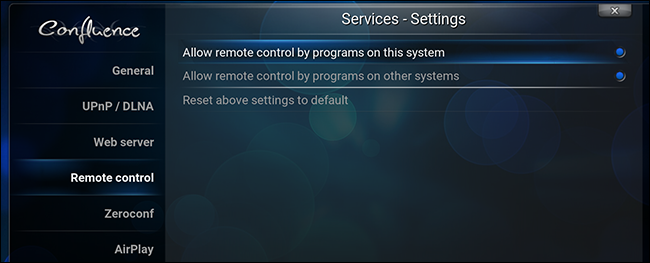 Confluence
Services - Settings
General
UPnP / DLNA
Web server
Remote control
Zeroconf
AirPlay
Allow remote control by programs on this system
Allow remote control by programs on other systems
Reset above settings to default